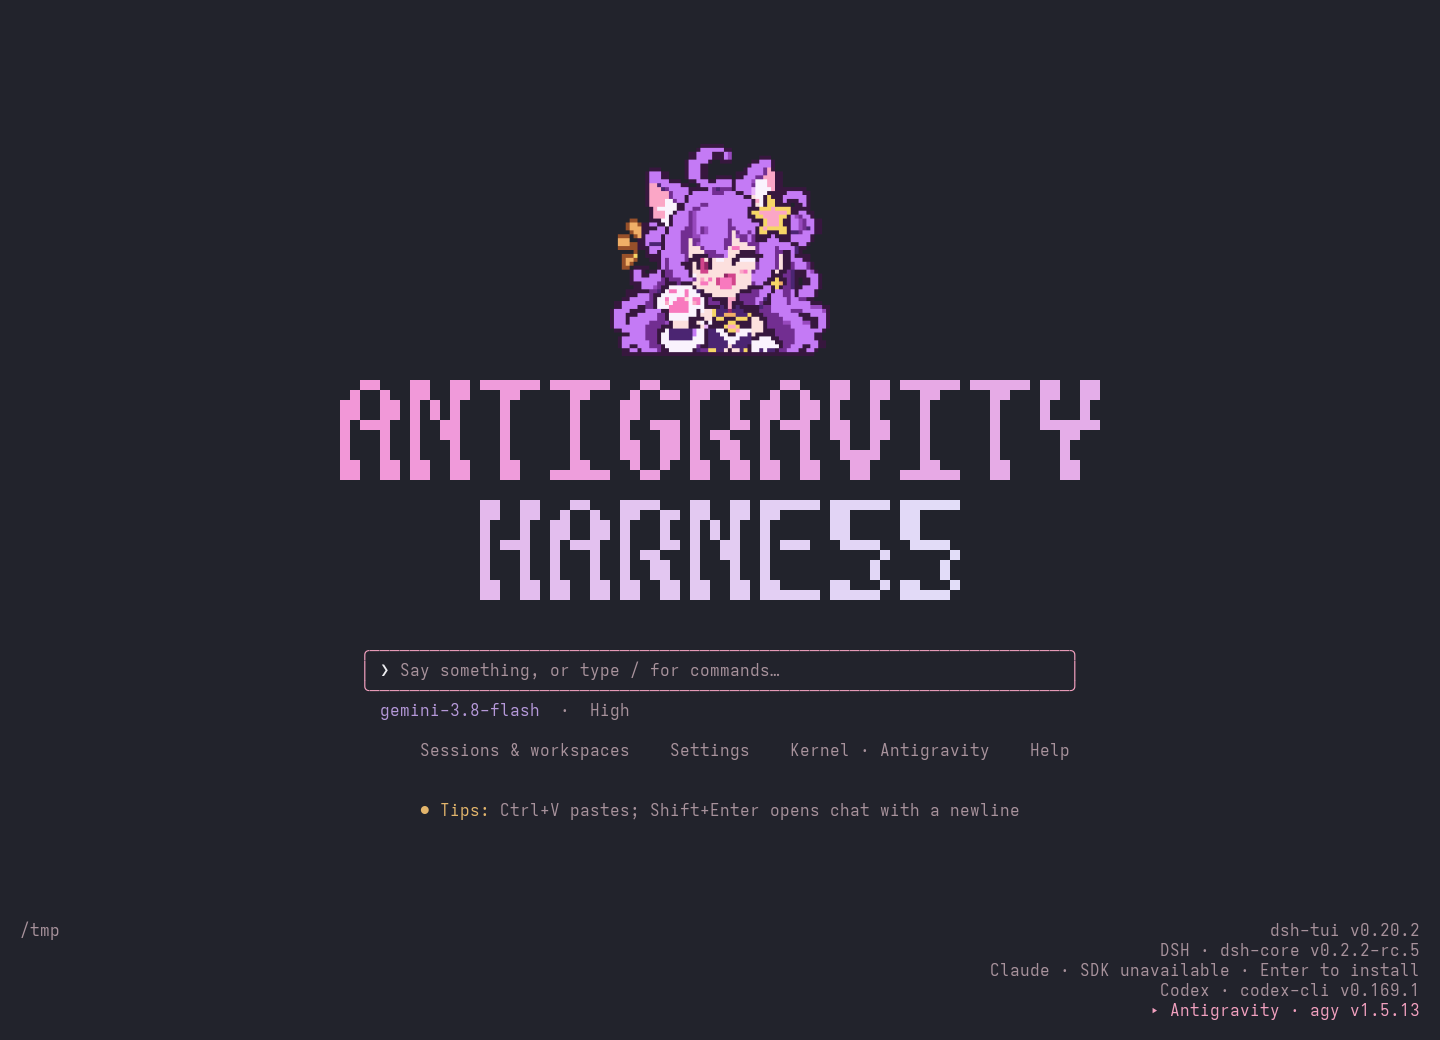 ANTIGRAVITY
HARNESS
❯ Say something, or type / for commands…
gemini-3.8-flash · High
Sessions & workspaces Settings Kernel · Antigravity Help
● Tips: Ctrl+V pastes; Shift+Enter opens chat with a newline
/tmp
dsh-tui v0.20.2
DSH · dsh-core v0.2.2-rc.5
Claude · SDK unavailable · Enter to install
Codex · codex-cli v0.169.1
‣ Antigravity · agy v1.5.13